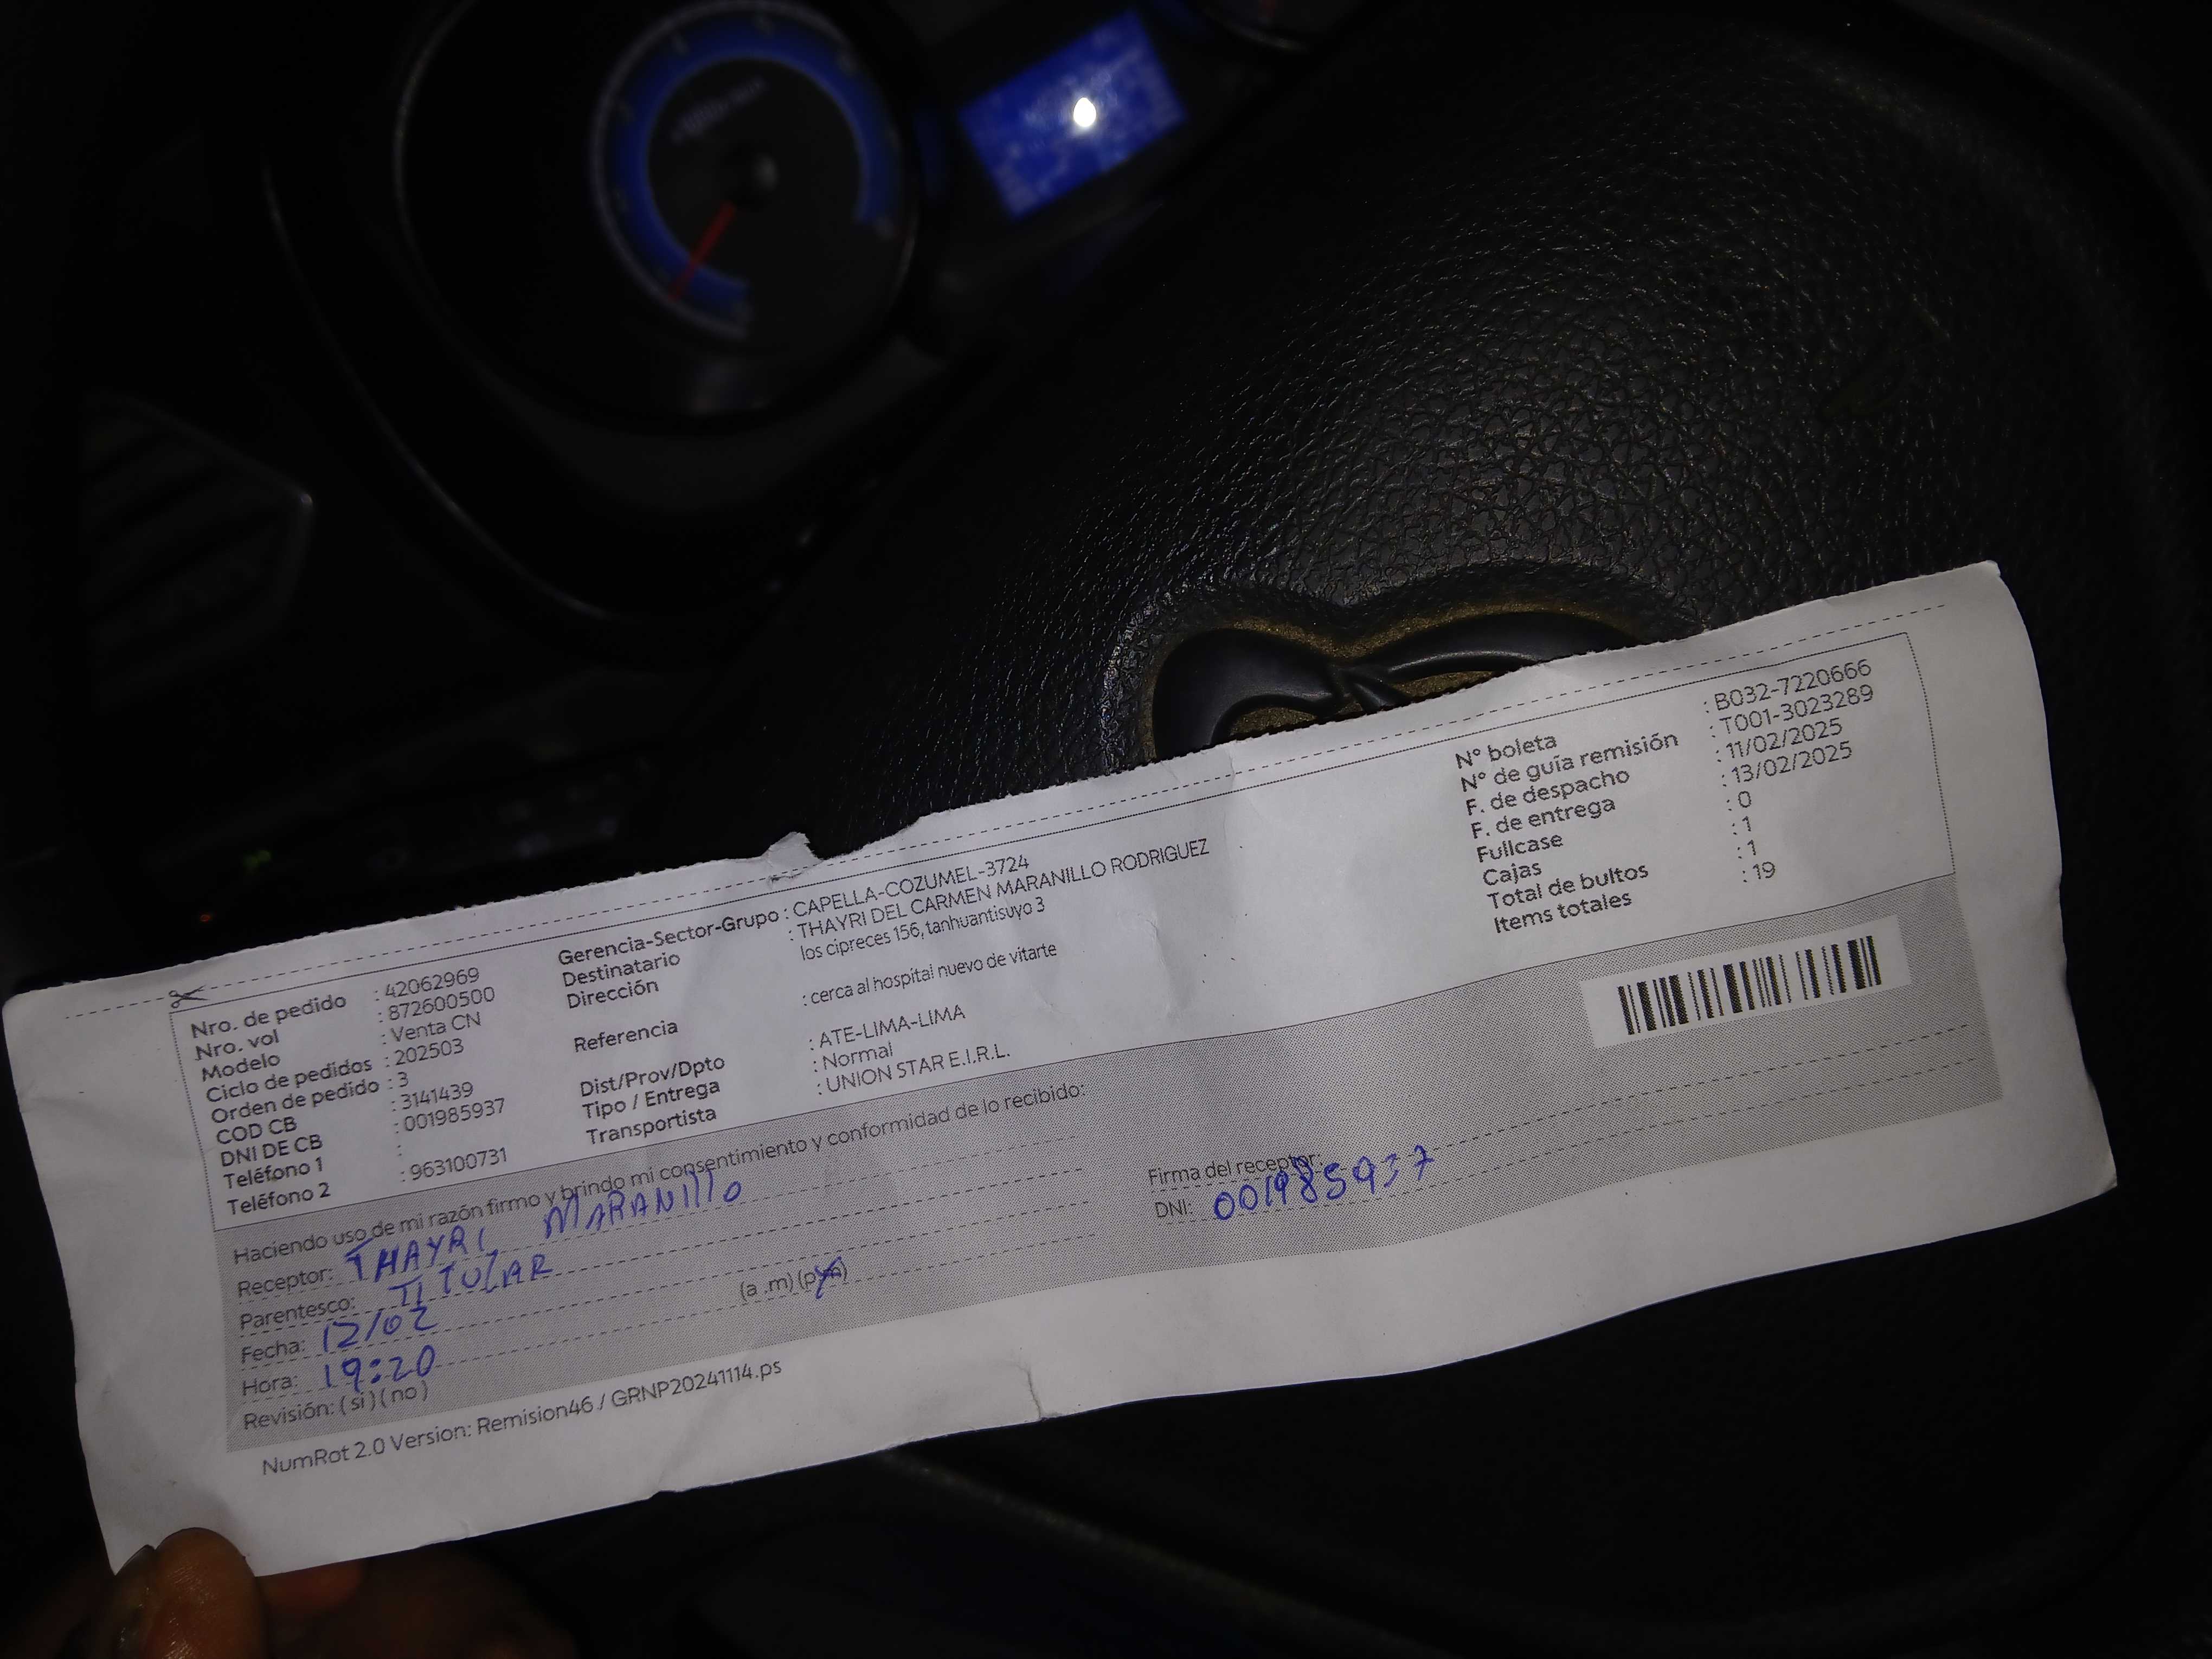 Nro. de pedido : 42062969
Nro. vol : 872600500
Modelo : Venta CN
Ciclo de pedidos : 202503
Orden de pedido : 3
COD CB : 3141439
DNI DE CB : 001985937
Teléfono 1 :
Teléfono 2 : 963100731
Gerencia-Sector-Grupo : CAPELLA-COZUMEL-3724
Destinatario : THAYRI DEL CARMEN MARANILLO RODRIGUEZ
Dirección los cipreces 156, tanhuantisuyo 3
Referencia : cerca al hospital nuevo de vitarte
Dist/Prov/Dpto : ATE-LIMA-LIMA
Tipo / Entrega : Normal
Transportista : UNION STAR E.I.R.L.
N° boleta : B032-7220666
N° de guía remisión : T001-3023289
F. de despacho : 11/02/2025
F. de entrega : 13/02/2025
Fullcase : 0
Cajas : 1
Total de bultos : 1
Items totales : 19
Haciendo uso de mi razón firmo y brindo mi consentimiento y conformidad de lo recibido:
Receptor: THAYRI MARANILLO
Parentesco: TITULAR
Fecha: 12/02
Hora: 19:20 (a .m) (p.m)
Revisión: ( si ) ( no )
Firma del receptor:
DNI: 001985937
NumRot 2.0 Version: Remision46 / GRNP20241114.ps